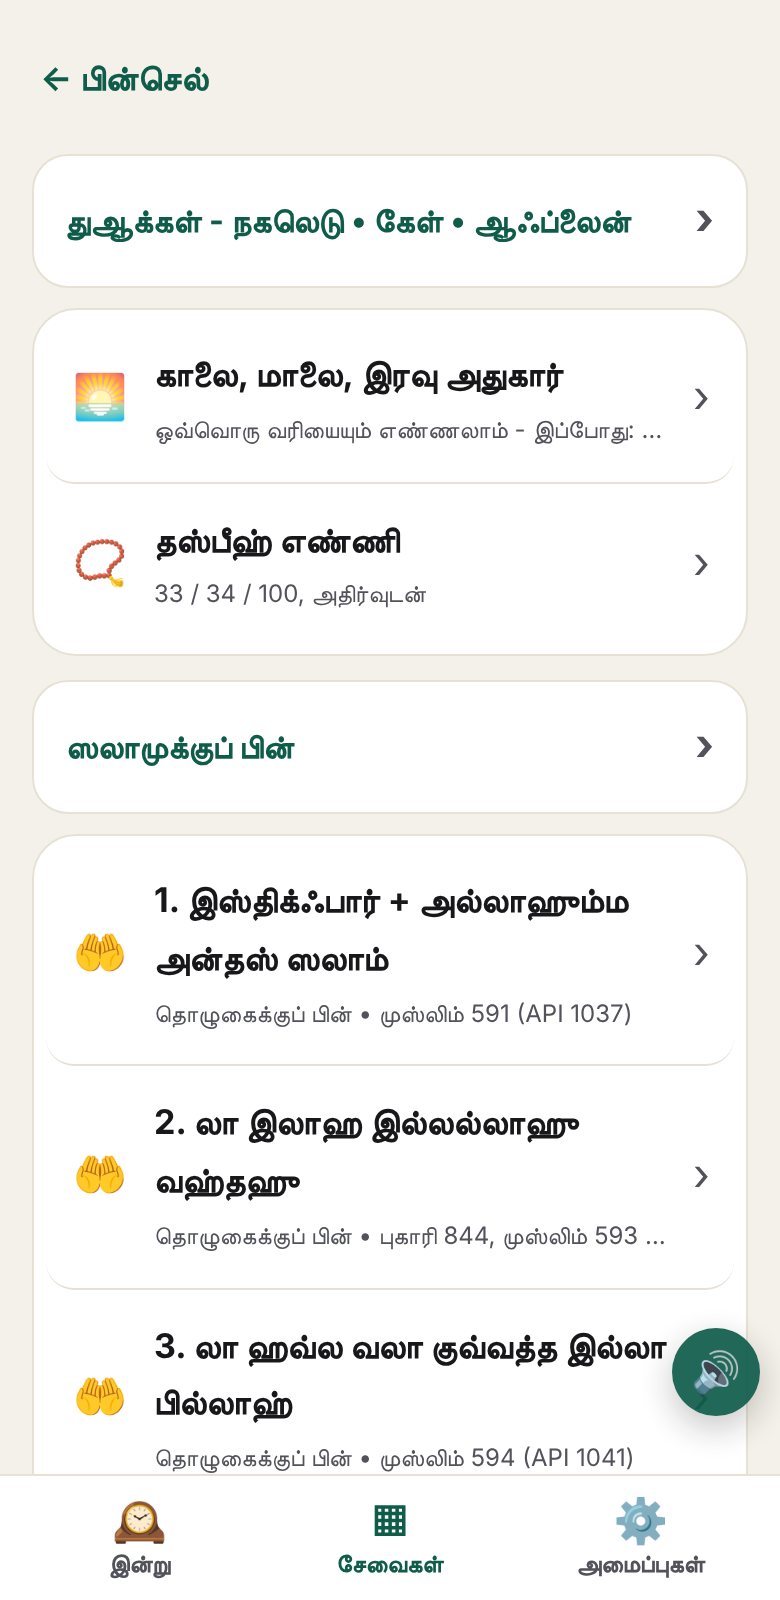 ← பின்செல்
துஆக்கள் - நகலெடு • கேள் • ஆஃப்லைன் ›
காலை, மாலை, இரவு அதுகார் ›
ஒவ்வொரு வரியையும் எண்ணலாம் - இப்போது: ...
தஸ்பீஹ் எண்ணி ›
33 / 34 / 100, அதிர்வுடன்
ஸலாமுக்குப் பின் ›
1. இஸ்திக்ஃபார் + அல்லாஹும்ம
அன்தஸ் ஸலாம் ›
தொழுகைக்குப் பின் • முஸ்லிம் 591 (API 1037)
2. லா இலாஹ இல்லல்லாஹு
வஹ்தஹு ›
தொழுகைக்குப் பின் • புகாரி 844, முஸ்லிம் 593 ...
3. லா ஹவ்ல வலா குவ்வத்த இல்லா
பில்லாஹ்
தொழுகைக்குப் பின் • முஸ்லிம் 594 (API 1041)
இன்று
சேவைகள்
அமைப்புகள்